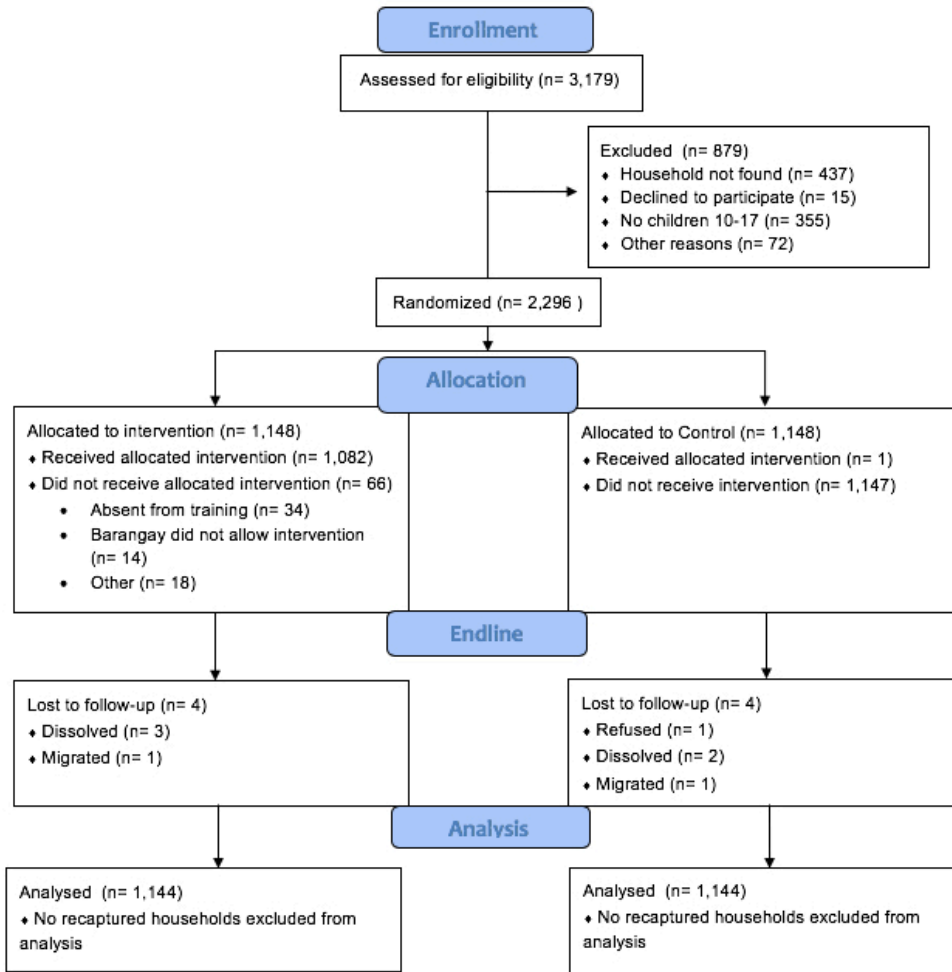 Enrollment
Assessed for eligibility (n= 3,179)
Excluded (n= 879)
♦ Household not found (n= 437)
♦ Declined to participate (n= 15)
♦ No children 10-17 (n= 355)
♦ Other reasons (n= 72)
Randomized (n= 2,296 )
Allocation
Allocated to intervention (n= 1,148)
♦ Received allocated intervention (n= 1,082)
♦ Did not receive allocated intervention (n= 66)
• Absent from training (n= 34)
• Barangay did not allow intervention
(n= 14)
• Other (n= 18)
Allocated to Control (n= 1,148)
♦ Received allocated intervention (n= 1)
♦ Did not receive intervention (n= 1,147)
Endline
Lost to follow-up (n= 4)
♦ Dissolved (n= 3)
♦ Migrated (n= 1)
Lost to follow-up (n= 4)
♦ Refused (n= 1)
♦ Dissolved (n= 2)
♦ Migrated (n= 1)
Analysis
Analysed (n= 1,144)
♦ No recaptured households excluded from
analysis
Analysed (n= 1,144)
♦ No recaptured households excluded from
analysis